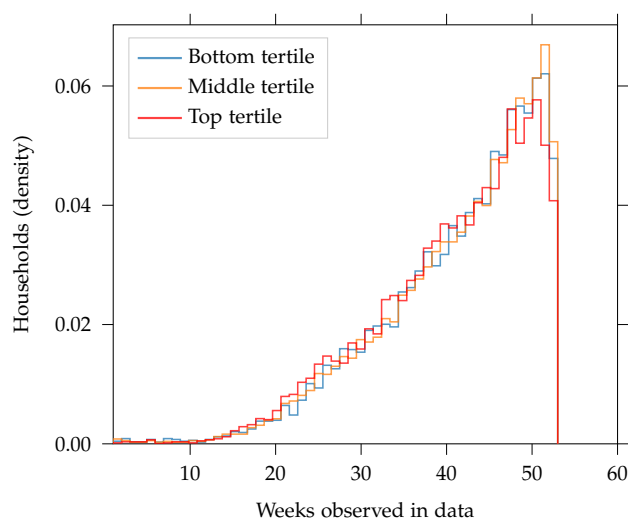 Bottom tertile
Middle tertile
Top tertile
0.06
0.04
0.02
0.00
Households (density)
10 20 30 40 50 60
Weeks observed in data